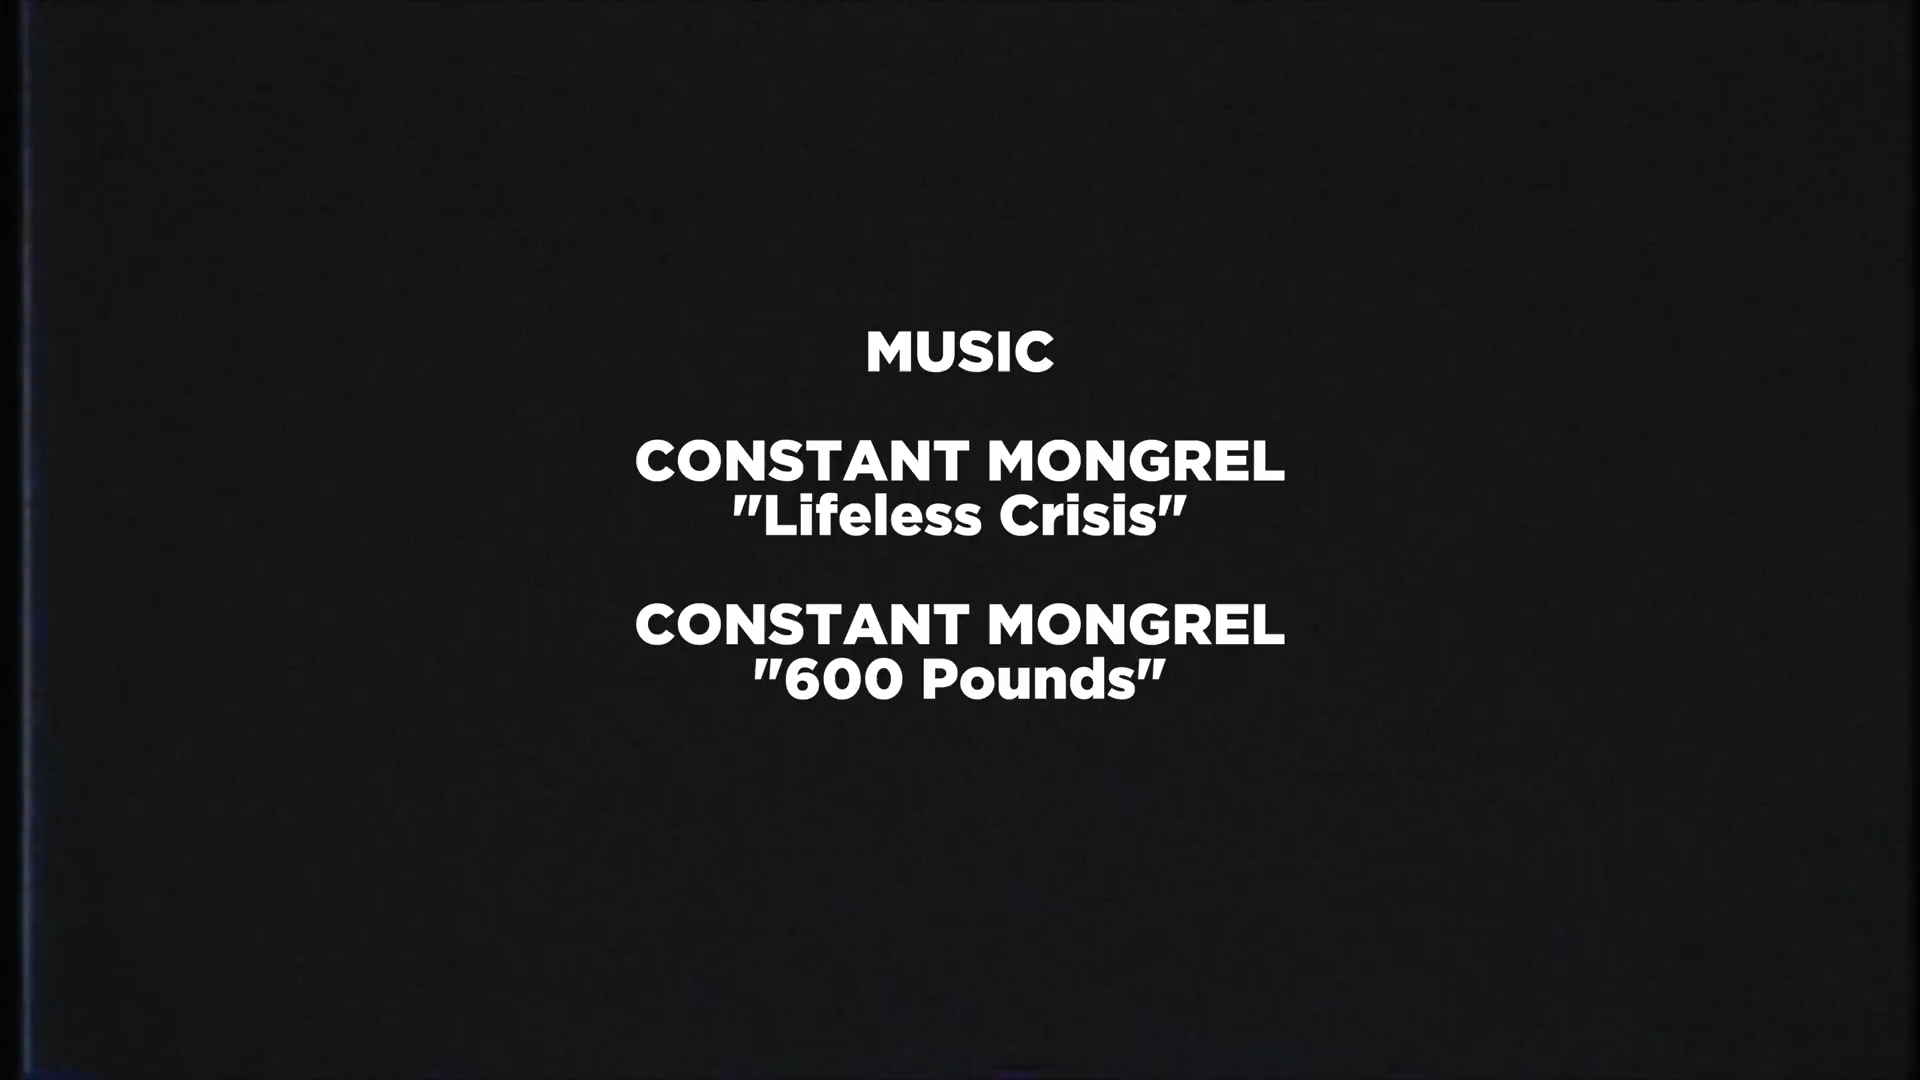 MUSIC
CONSTANT MONGREL
"Lifeless Crisis"
CONSTANT MONGREL
"600 Pounds"